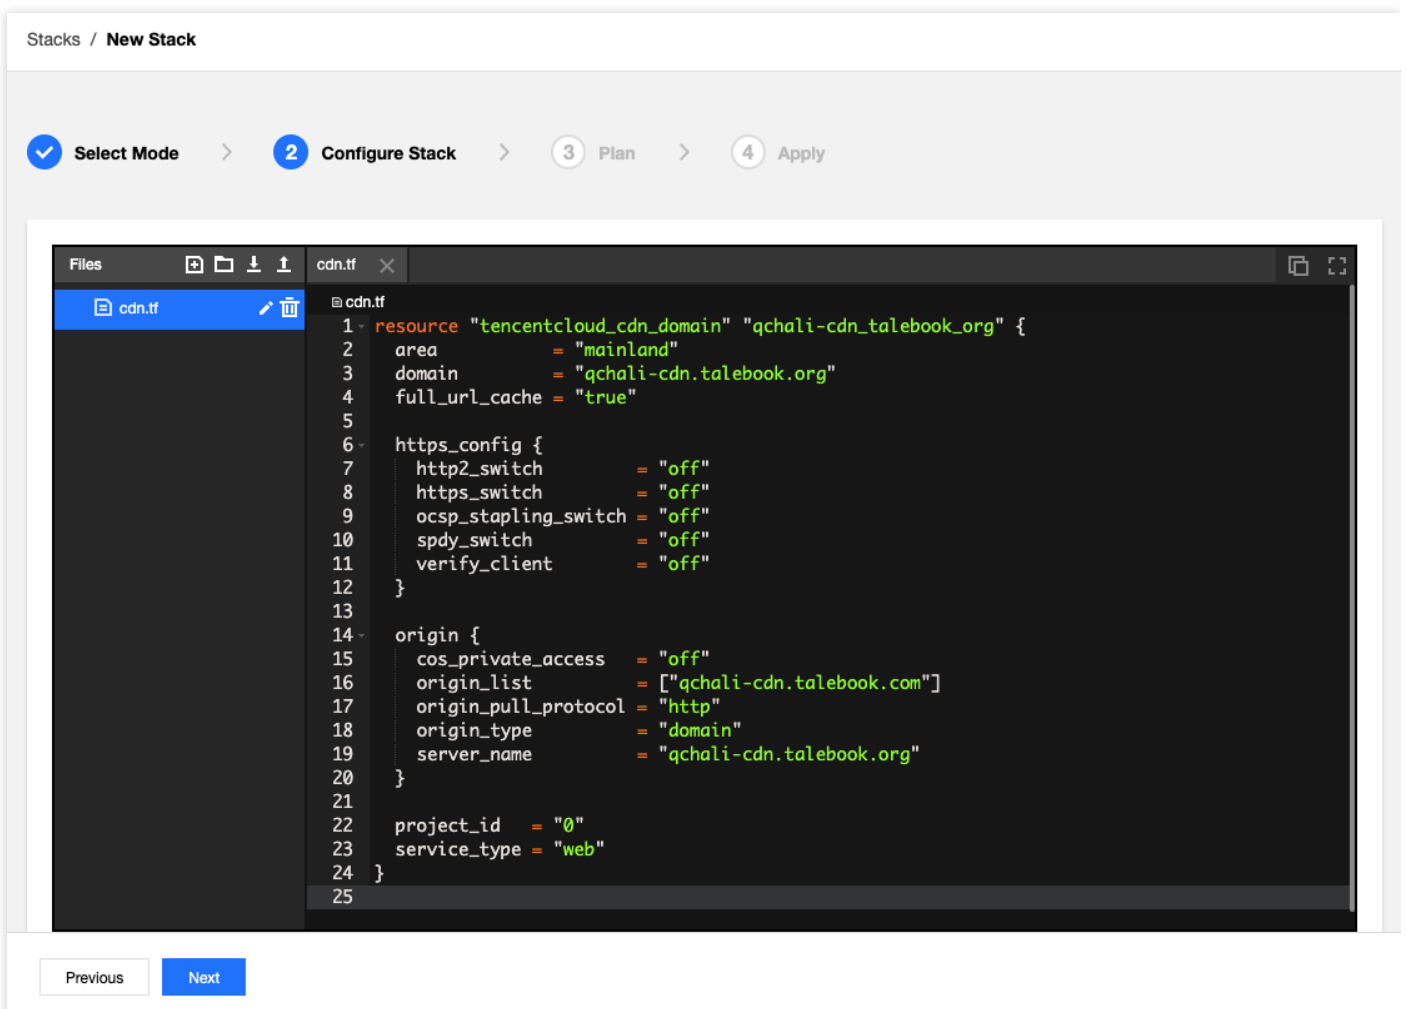 Stacks / New Stack
Select Mode > 2 Configure Stack > 3 Plan > 4 Apply
Files
cdn.tf
cdn.tf
cdn.tf
1 resource "tencentcloud_cdn_domain" "qchali-cdn_talebook_org" {
2   area           = "mainland"
3   domain         = "qchali-cdn.talebook.org"
4   full_url_cache = "true"
5
6   https_config {
7     http2_switch         = "off"
8     https_switch         = "off"
9     ocsp_stapling_switch = "off"
10     spdy_switch          = "off"
11     verify_client        = "off"
12   }
13
14   origin {
15     cos_private_access   = "off"
16     origin_list          = ["qchali-cdn.talebook.com"]
17     origin_pull_protocol = "http"
18     origin_type          = "domain"
19     server_name          = "qchali-cdn.talebook.org"
20   }
21
22   project_id   = "0"
23   service_type = "web"
24 }
25
Previous
Next